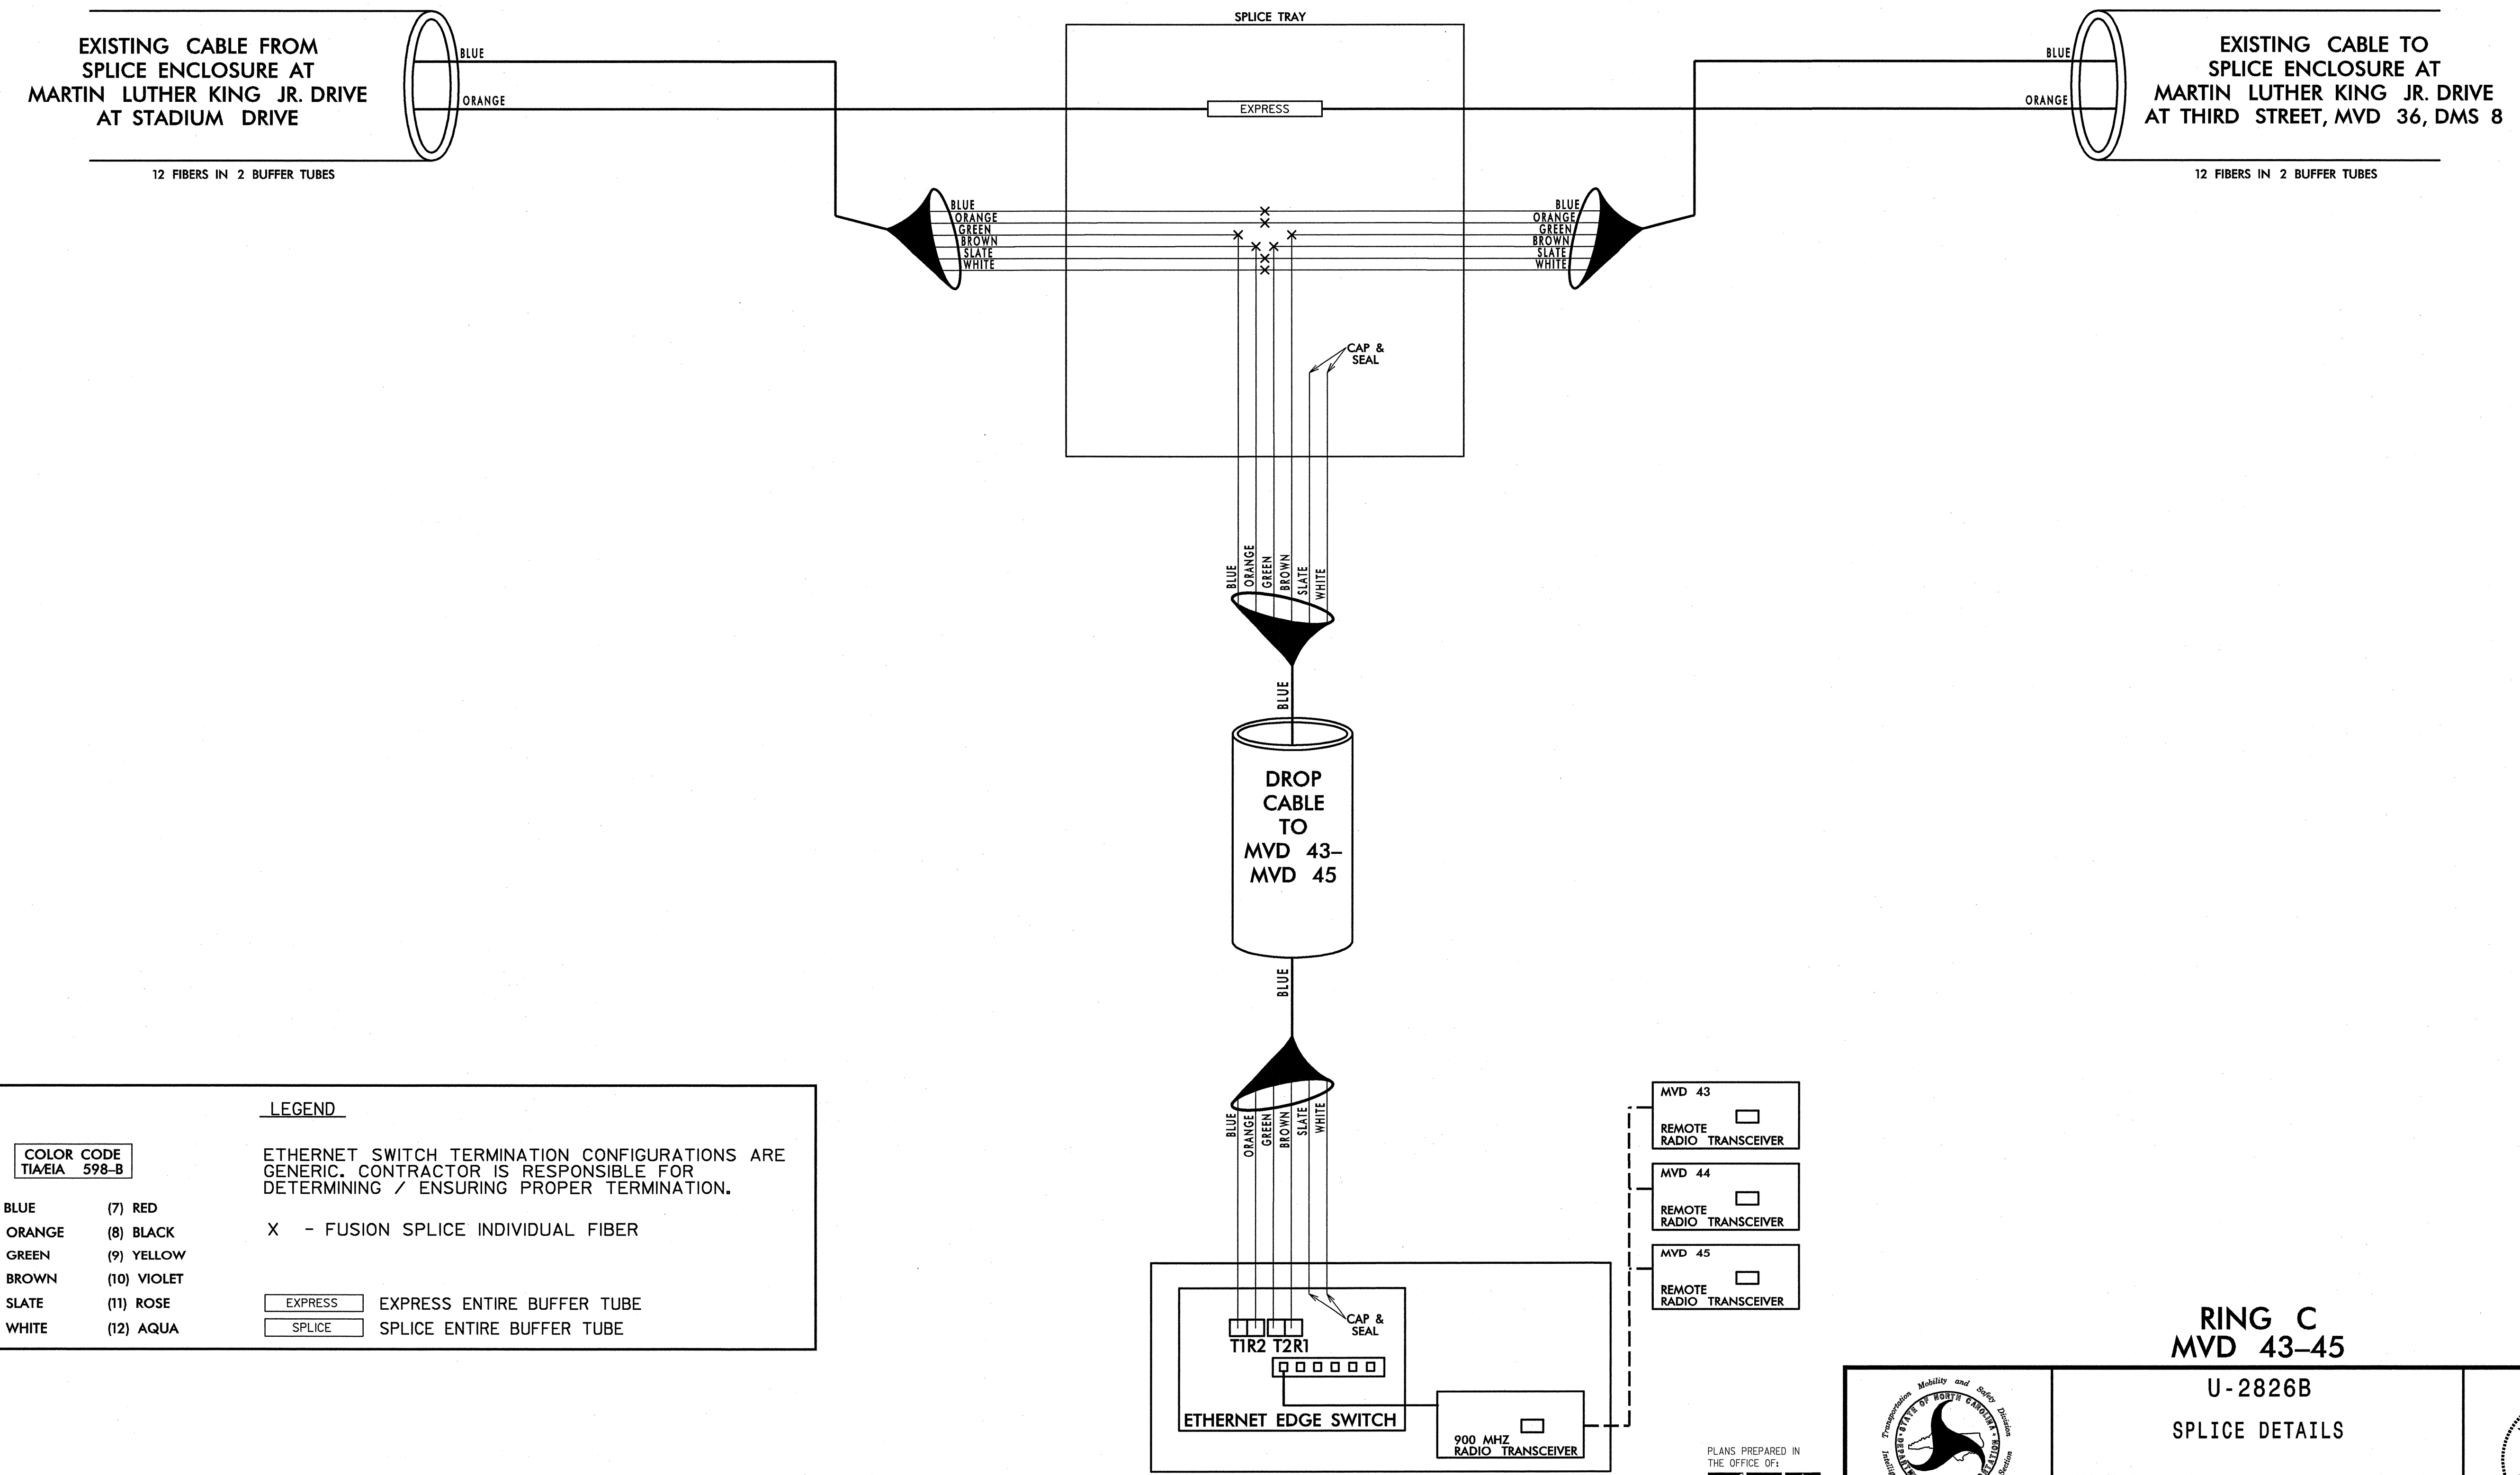 SPLICE TRAY
EXISTING CABLE FROM
SPLICE ENCLOSURE AT
MARTIN LUTHER KING JR. DRIVE
AT STADIUM DRIVE
12 FIBERS IN 2 BUFFER TUBES
BLUE
ORANGE
EXPRESS
BLUE
ORANGE
EXISTING CABLE TO
SPLICE ENCLOSURE AT
MARTIN LUTHER KING JR. DRIVE
AT THIRD STREET, MVD 36, DMS 8
12 FIBERS IN 2 BUFFER TUBES
BLUE
ORANGE
GREEN
BROWN
SLATE
WHITE
BLUE
ORANGE
GREEN
BROWN
SLATE
WHITE
CAP &
SEAL
BLUE
ORANGE
GREEN
BROWN
SLATE
WHITE
BLUE
DROP
CABLE
TO
MVD 43–
MVD 45
BLUE
BLUE
ORANGE
GREEN
BROWN
SLATE
WHITE
CAP &
SEAL
T1R2 T2R1
ETHERNET EDGE SWITCH
900 MHZ
RADIO TRANSCEIVER
MVD 43
REMOTE
RADIO TRANSCEIVER
MVD 44
REMOTE
RADIO TRANSCEIVER
MVD 45
REMOTE
RADIO TRANSCEIVER
LEGEND
COLOR CODE
TIA/EIA 598–B
BLUE (7) RED
ORANGE (8) BLACK
GREEN (9) YELLOW
BROWN (10) VIOLET
SLATE (11) ROSE
WHITE (12) AQUA
ETHERNET SWITCH TERMINATION CONFIGURATIONS ARE
GENERIC. CONTRACTOR IS RESPONSIBLE FOR
DETERMINING / ENSURING PROPER TERMINATION.
X - FUSION SPLICE INDIVIDUAL FIBER
EXPRESS EXPRESS ENTIRE BUFFER TUBE
SPLICE SPLICE ENTIRE BUFFER TUBE
RING C
MVD 43–45
U-2826B
SPLICE DETAILS
PLANS PREPARED IN
THE OFFICE OF:
Transportation Mobility and Safety Division
STATE OF NORTH CAROLINA